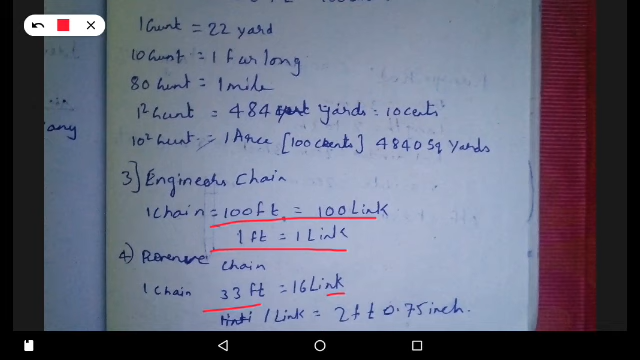 1 Gunt = 22 yard
10 Gunt = 1 Furlong
80 Gunt = 1 mile
1² Gunt = 484 Yards = 10 cents
10² Gunt = 1 Arce [100 cents] 4840 Sq Yards
3] Engineers Chain
1 Chain = 100 ft = 100 Link
1 ft = 1 Link
4) Revenue chain
1 Chain 33 ft = 16 Link
1 Link = 2 ft 0.75 inch.